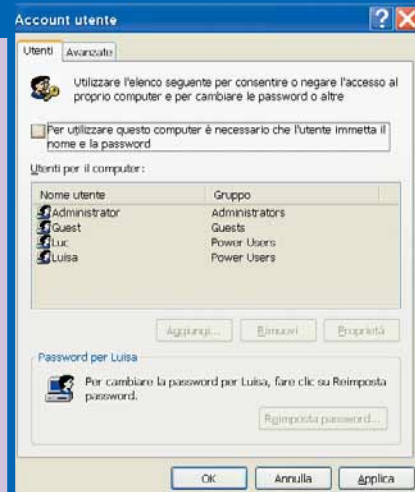 Account utente
Utenti Avanzate
Utilizzare l'elenco seguente per consentire o negare l'accesso al
proprio computer e per cambiare le password o altre
Per utilizzare questo computer è necessario che l'utente immetta il
nome e la password
Utenti per il computer:
Nome utente Gruppo
Administrator Administrators
Guest Guests
Luc Power Users
Luisa Power Users
Aggiungi... Rimuovi Proprietà
Password per Luisa
Per cambiare la password per Luisa, fare clic su Reimposta
password.
Reimposta password...
OK Annulla Applica